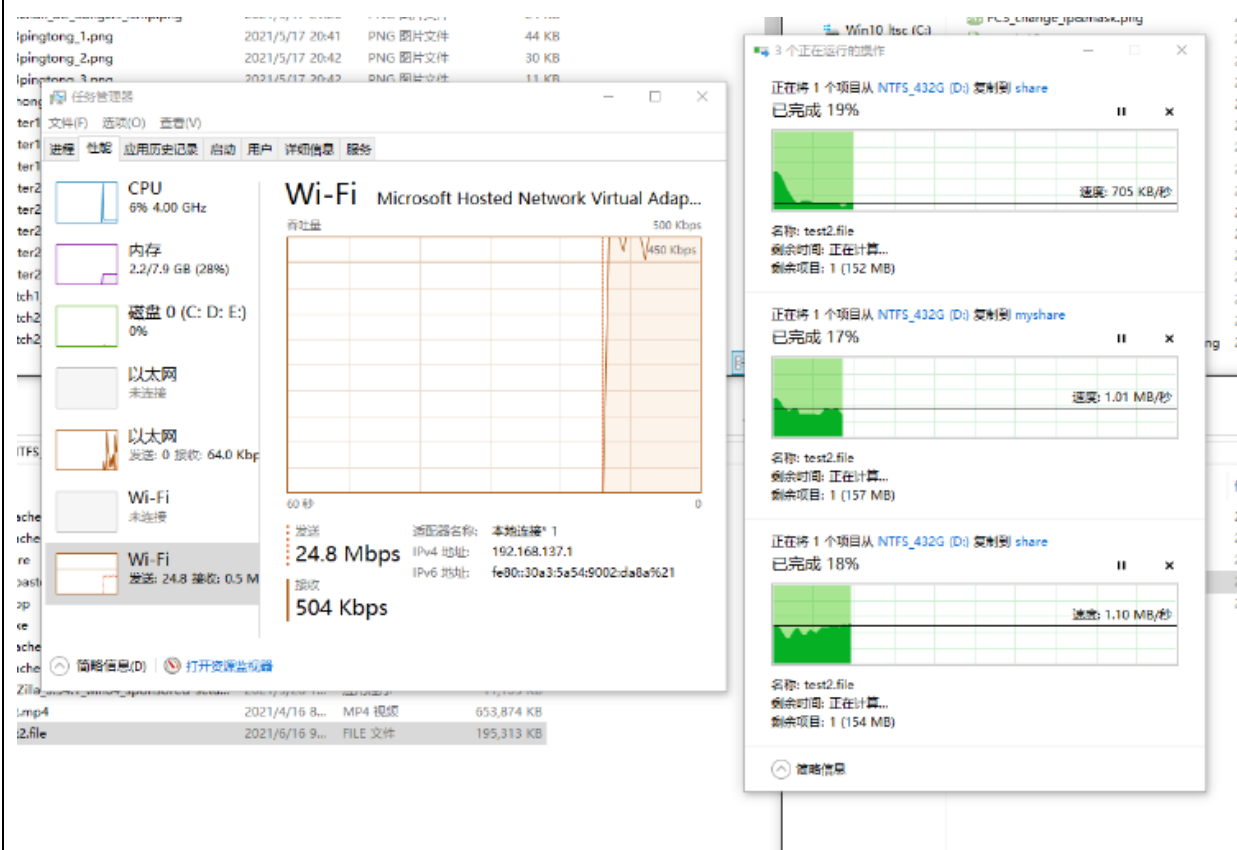 2021/5/17 20:41 PNG 图片文件 44 KB
lpingtong_1.png
lpingtong_2.png 2021/5/17 20:42 PNG 图片文件 30 KB
2021/5/17 20:42 PNG 图片文件 11 KB
任务管理器
文件(F) 选项(O) 查看(V)
进程 性能 应用历史记录 启动 用户 详细信息 服务
CPU
6% 4.00 GHz
内存
2.2/7.9 GB (28%)
磁盘 0 (C: D: E:)
0%
以太网
未连接
以太网
发送: 0 接收: 64.0 Kbp
Wi-Fi
未连接
Wi-Fi
发送: 24.8 接收: 0.5 M
Wi-Fi Microsoft Hosted Network Virtual Adap...
吞吐量 500 Kbps
450 Kbps
60 秒 0
发送
24.8 Mbps
接收
504 Kbps
适配器名称: 本地连接* 1
IPv4 地址: 192.168.137.1
IPv6 地址: fe80::30a3:5a54:9002:da8a%21
简略信息(D) 打开资源监视器
.mp4 2021/4/16 8... MP4 视频 653,874 KB
2.file 2021/6/16 9... FILE 文件 195,313 KB
Win10_ltsc (C:)
3 个正在运行的操作
正在将 1 个项目从 NTFS_432G (D:) 复制到 share
已完成 19%
速度: 705 KB/秒
名称: test2.file
剩余时间: 正在计算...
剩余项目: 1 (152 MB)
正在将 1 个项目从 NTFS_432G (D:) 复制到 myshare
已完成 17%
速度: 1.01 MB/秒
名称: test2.file
剩余时间: 正在计算...
剩余项目: 1 (157 MB)
正在将 1 个项目从 NTFS_432G (D:) 复制到 share
已完成 18%
速度: 1.10 MB/秒
名称: test2.file
剩余时间: 正在计算...
剩余项目: 1 (154 MB)
简略信息